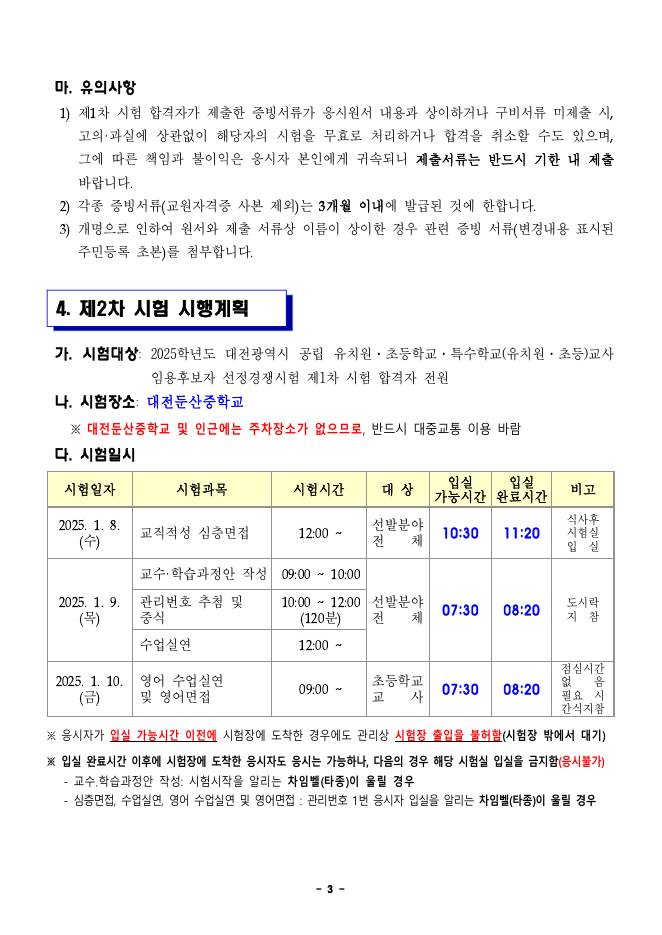 마. 유의사항
1) 제1차 시험 합격자가 제출한 증빙서류가 응시원서 내용과 상이하거나 구비서류 미제출 시,
고의·과실에 상관없이 해당자의 시험을 무효로 처리하거나 합격을 취소할 수도 있으며,
그에 따른 책임과 불이익은 응시자 본인에게 귀속되니 제출서류는 반드시 기한 내 제출
바랍니다.
2) 각종 증빙서류(교원자격증 사본 제외)는 3개월 이내에 발급된 것에 한합니다.
3) 개명으로 인하여 원서와 제출 서류상 이름이 상이한 경우 관련 증빙 서류(변경내용 표시된
주민등록 초본)를 첨부합니다.
4. 제2차 시험 시행계획
가. 시험대상: 2025학년도 대전광역시 공립 유치원・초등학교・특수학교(유치원・초등)교사
임용후보자 선정경쟁시험 제1차 시험 합격자 전원
나. 시험장소: 대전둔산중학교
※ 대전둔산중학교 및 인근에는 주차장소가 없으므로, 반드시 대중교통 이용 바람
다. 시험일시
시험일자 시험과목 시험시간 대 상 입실 가능시간 입실 완료시간 비고
2025. 1. 8.
(수)
교직적성 심층면접
12:00 ~
선발분야
전 체
10:30
11:20
식사후
시험실
입 실
2025. 1. 9.
(목)
교수·학습과정안 작성
09:00 ~ 10:00
관리번호 추첨 및
중식
10:00 ~ 12:00
(120분)
수업실연
12:00 ~
선발분야
전 체
07:30
08:20
도시락
지 참
2025. 1. 10.
(금)
영어 수업실연
및 영어면접
09:00 ~
초등학교
교 사
07:30
08:20
점심시간
없 음
필요 시
간식지참
※ 응시자가 입실 가능시간 이전에 시험장에 도착한 경우에도 관리상 시험장 출입을 불허함(시험장 밖에서 대기)
※ 입실 완료시간 이후에 시험장에 도착한 응시자도 응시는 가능하나, 다음의 경우 해당 시험실 입실을 금지함(응시불가)
- 교수.학습과정안 작성: 시험시작을 알리는 차임벨(타종)이 울릴 경우
- 심층면접, 수업실연, 영어 수업실연 및 영어면접 : 관리번호 1번 응시자 입실을 알리는 차임벨(타종)이 울릴 경우
- 3 -